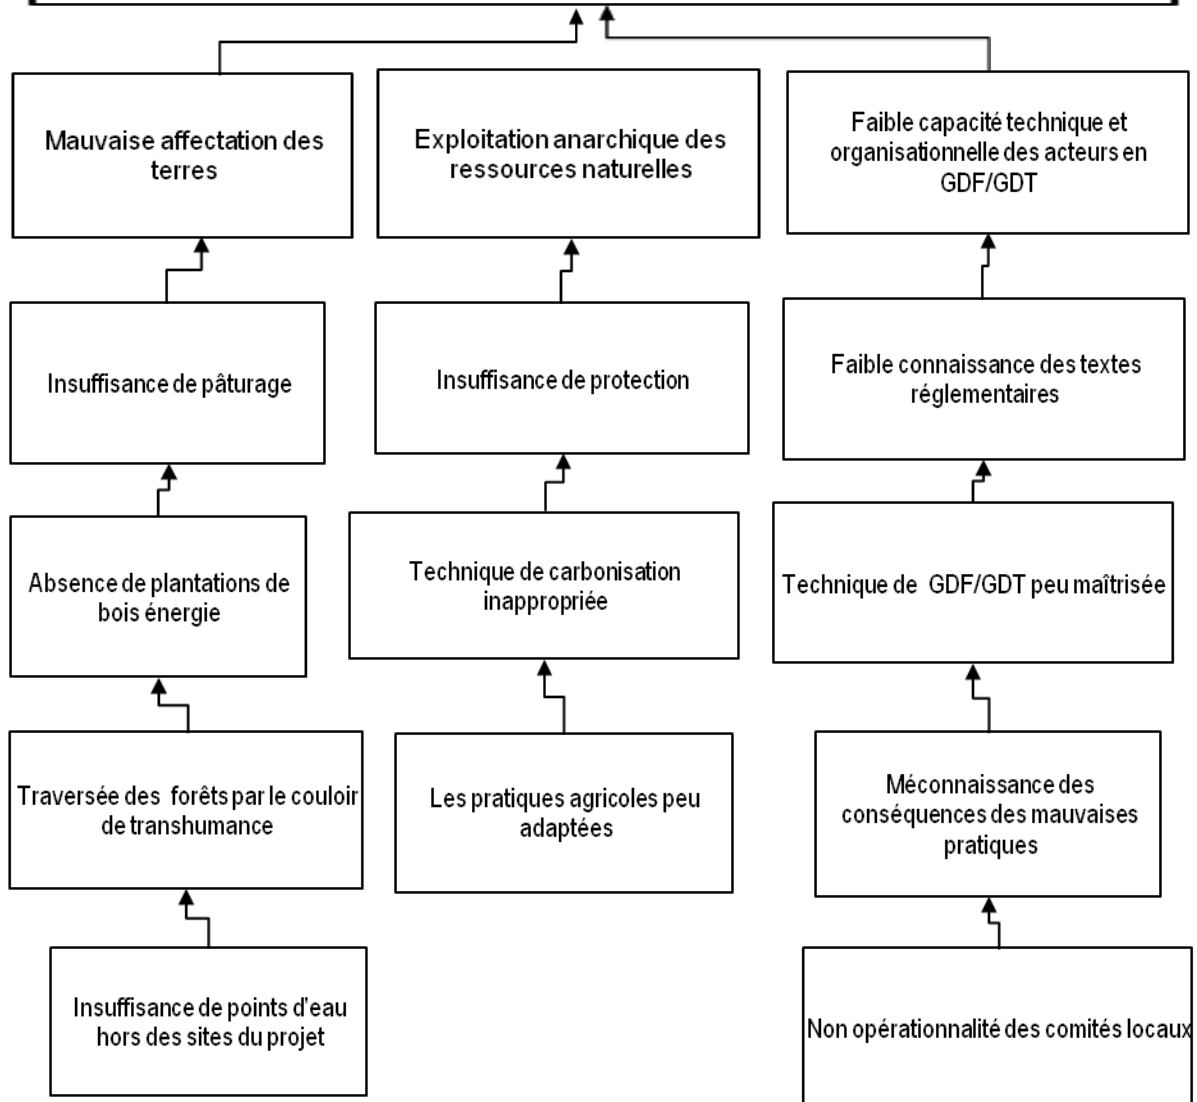 Mauvaise affectation des
terres
Exploitation anarchique des
ressources naturelles
Faible capacité technique et
organisationnelle des acteurs en
GDF/GDT
Insuffisance de pâturage
Insuffisance de protection
Faible connaissance des textes
réglementaires
Absence de plantations de
bois énergie
Technique de carbonisation
inappropriée
Technique de  GDF/GDT peu maîtrisée
Traversée des  forêts par le couloir
de transhumance
Les pratiques agricoles peu
adaptées
Méconnaissance des
conséquences des mauvaises
pratiques
Insuffisance de points d'eau
hors des sites du projet
Non opérationnalité des comités locaux